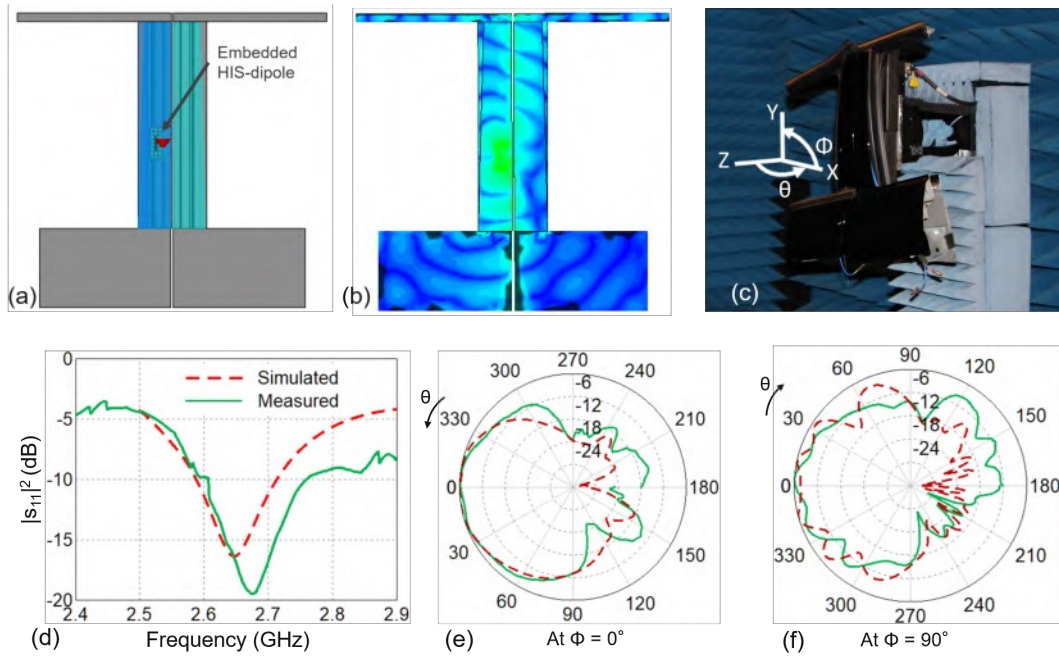 Embedded
HIS-dipole
(a)
(b)
Y
Φ
Z
X
θ
(c)
0
-5
-10
-15
-20
|s₁₁|² (dB)
Simulated
Measured
2.4 2.5 2.6 2.7 2.8 2.9
(d) Frequency (GHz)
270
300 240
-6
θ
-12
330 210
-18
-24
0 180
30 150
60 120
90
(e) At Φ = 0°
90
60 120
-6
θ
-12
30 150
-18
-24
0 180
330 210
300 240
270
(f) At Φ = 90°